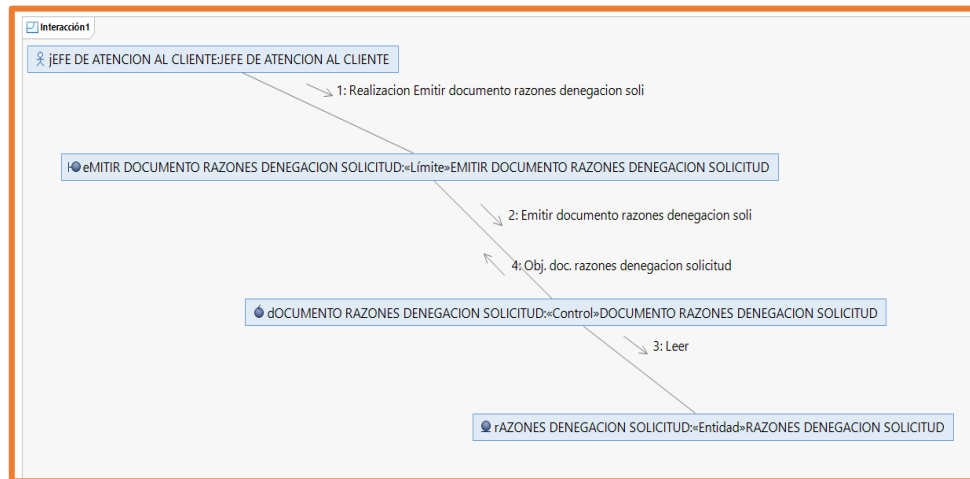 Interacción1
jEFE DE ATENCION AL CLIENTE:JEFE DE ATENCION AL CLIENTE
1: Realizacion Emitir documento razones denegacion soli
eMITIR DOCUMENTO RAZONES DENEGACION SOLICITUD:«Límite»EMITIR DOCUMENTO RAZONES DENEGACION SOLICITUD
2: Emitir documento razones denegacion soli
4: Obj. doc. razones denegacion solicitud
dOCUMENTO RAZONES DENEGACION SOLICITUD:«Control»DOCUMENTO RAZONES DENEGACION SOLICITUD
3: Leer
rAZONES DENEGACION SOLICITUD:«Entidad»RAZONES DENEGACION SOLICITUD